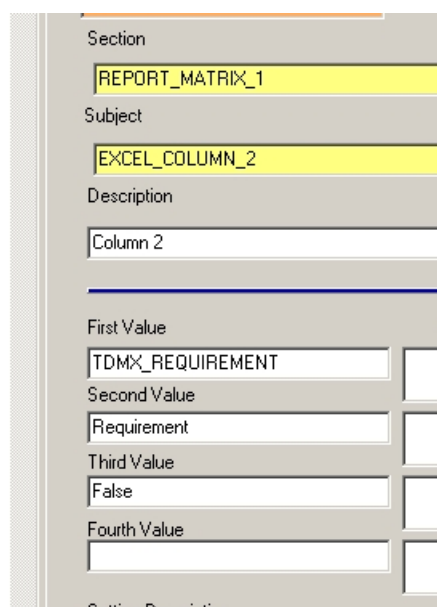 Section
REPORT_MATRIX_1
Subject
EXCEL_COLUMN_2
Description
Column 2
First Value
TDMX_REQUIREMENT
Second Value
Requirement
Third Value
False
Fourth Value